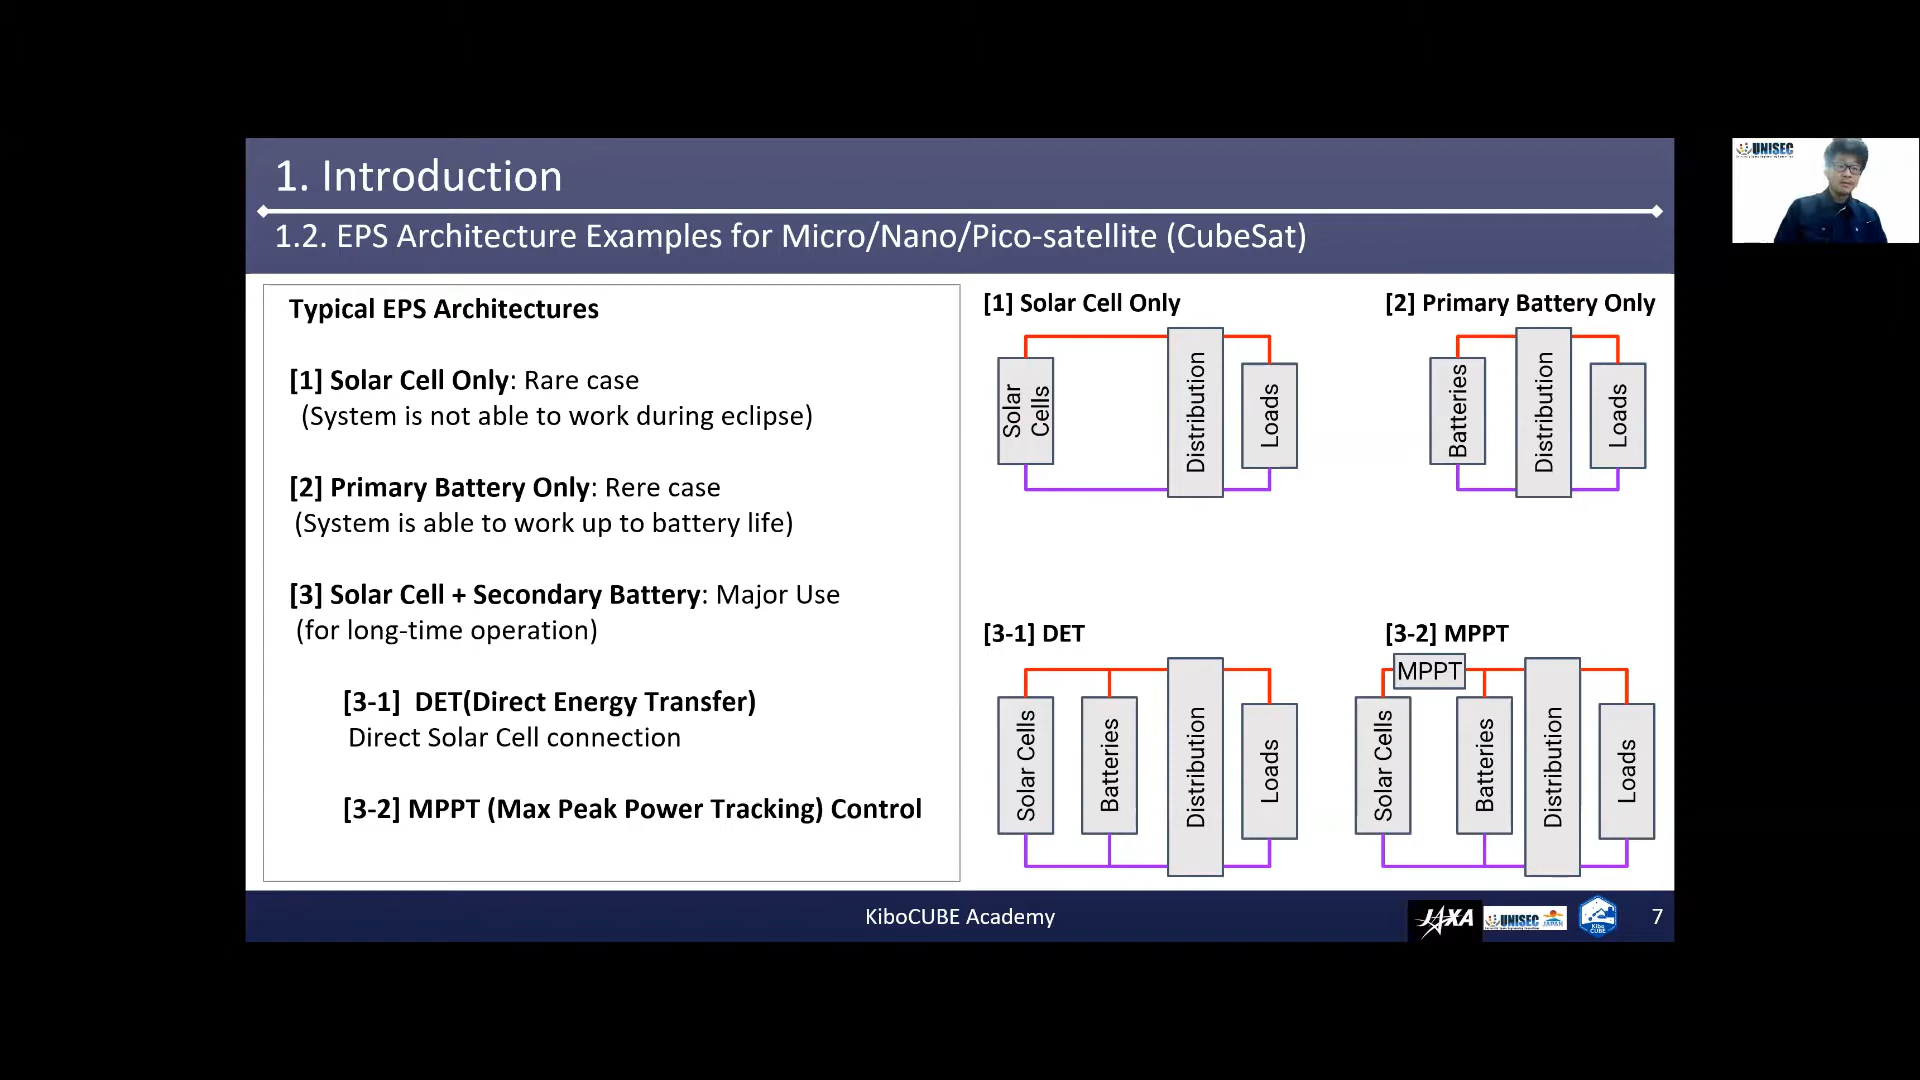 1. Introduction
1.2. EPS Architecture Examples for Micro/Nano/Pico-satellite (CubeSat)
Typical EPS Architectures
[1] Solar Cell Only: Rare case
(System is not able to work during eclipse)
[2] Primary Battery Only: Rere case
(System is able to work up to battery life)
[3] Solar Cell + Secondary Battery: Major Use
(for long-time operation)
[3-1] DET(Direct Energy Transfer)
Direct Solar Cell connection
[3-2] MPPT (Max Peak Power Tracking) Control
[1] Solar Cell Only
Solar
Cells
Distribution
Loads
[2] Primary Battery Only
Batteries
Distribution
Loads
[3-1] DET
Solar Cells
Batteries
Distribution
Loads
[3-2] MPPT
MPPT
Solar Cells
Batteries
Distribution
Loads
KiboCUBE Academy
JAXA
UNISEC
JAPAN
Kibo
CUBE
7
UNISEC